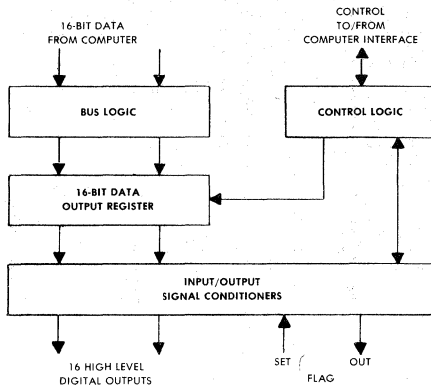 16-BIT DATA
FROM COMPUTER
CONTROL
TO/FROM
COMPUTER INTERFACE
BUS LOGIC
CONTROL LOGIC
16-BIT DATA
OUTPUT REGISTER
INPUT/OUTPUT
SIGNAL CONDITIONERS
16 HIGH LEVEL
DIGITAL OUTPUTS
SET
OUT
FLAG